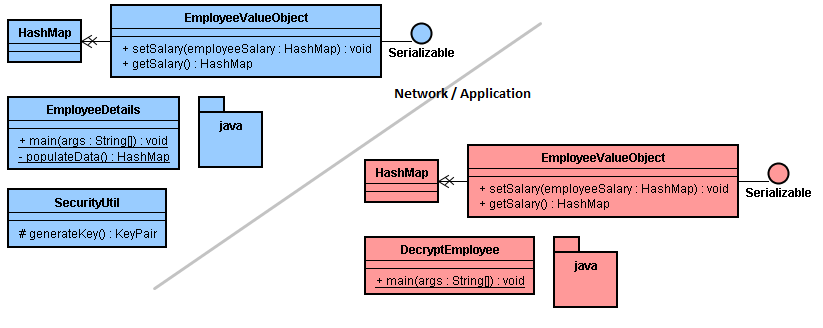 HashMap
EmployeeValueObject
+ setSalary(employeeSalary : HashMap) : void
+ getSalary() : HashMap
Serializable
Network / Application
EmployeeDetails
+ main(args : String[]) : void
- populateData() : HashMap
java
SecurityUtil
# generateKey() : KeyPair
HashMap
EmployeeValueObject
+ setSalary(employeeSalary : HashMap) : void
+ getSalary() : HashMap
Serializable
DecryptEmployee
+ main(args : String[]) : void
java